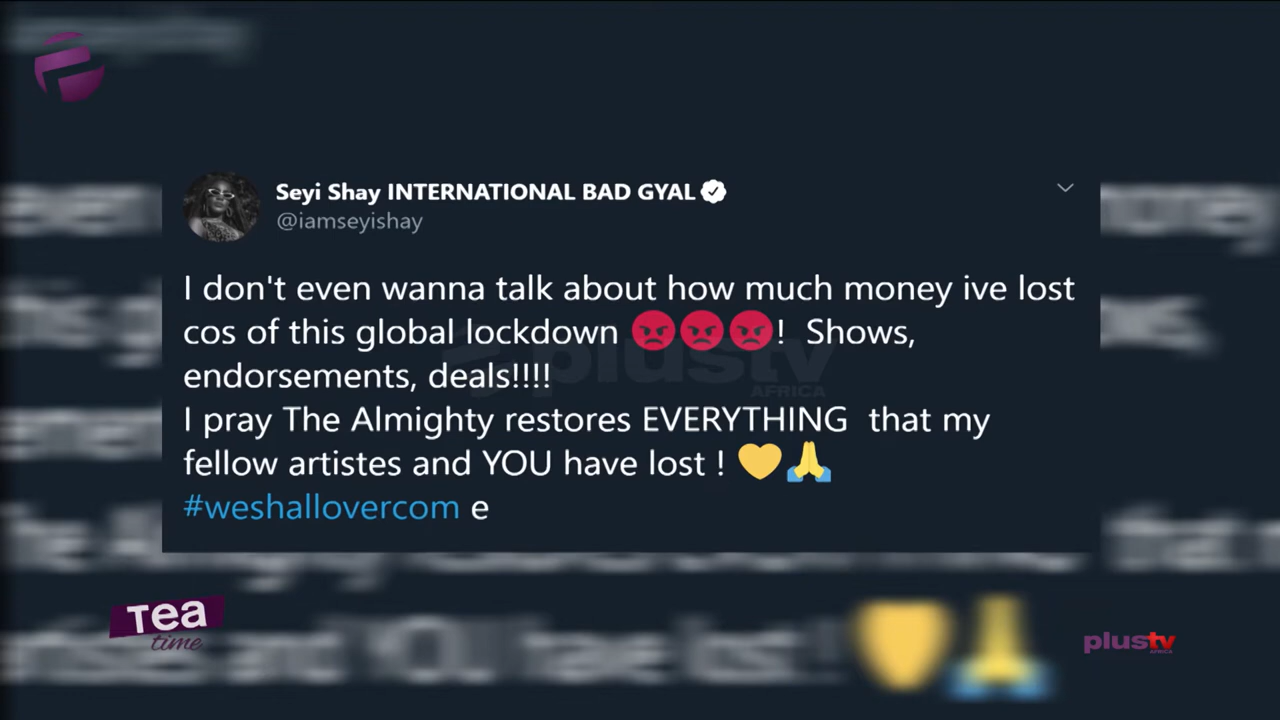 Seyi Shay INTERNATIONAL BAD GYAL
@iamseyishay
I don't even wanna talk about how much money ive lost
cos of this global lockdown 😡😡😡!  Shows,
endorsements, deals!!!!
I pray The Almighty restores EVERYTHING  that my
fellow artistes and YOU have lost ! 💛🙏
#weshallovercom e
plustv
AFRICA
Tea
time
plustv
AFRICA